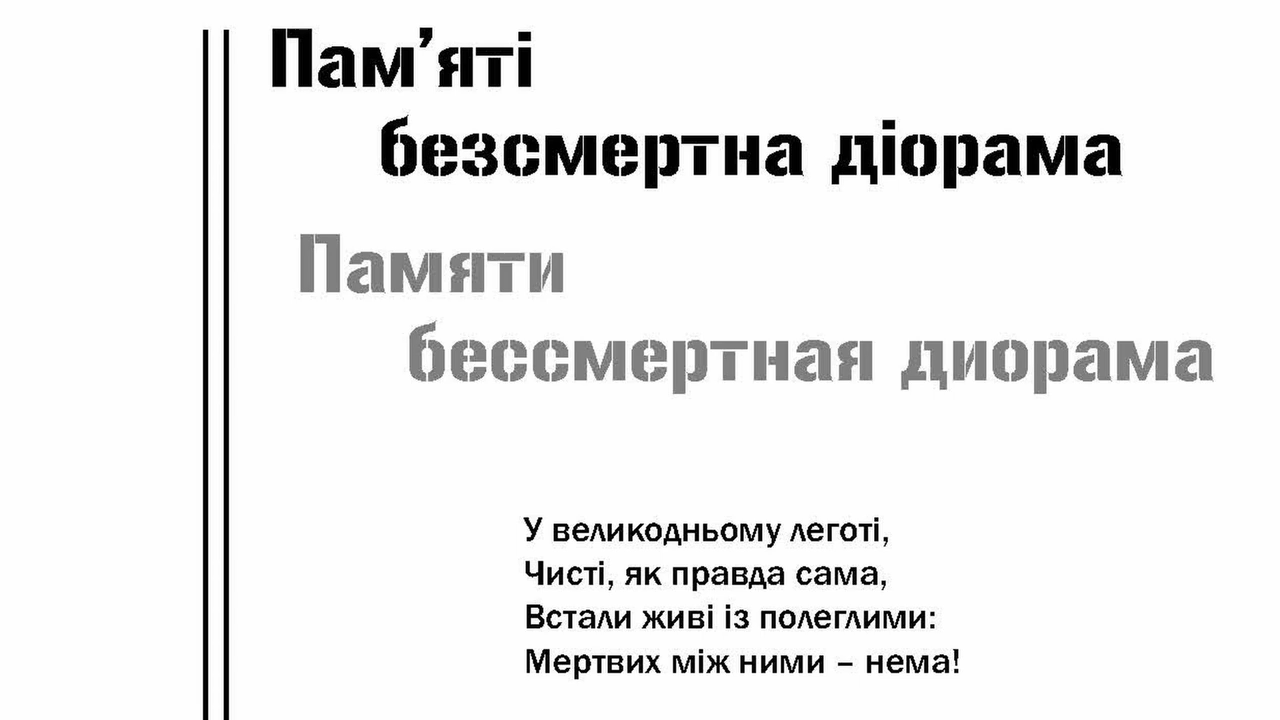 Пам’яті
безсмертна діорама
Памяти
бессмертная диорама
У великодньому леготі,
Чисті, як правда сама,
Встали живі із полеглими:
Мертвих між ними – нема!